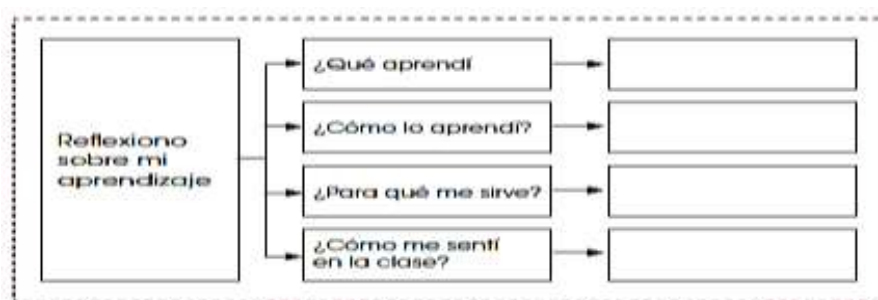 Reflexiono
sobre mi
aprendizaje
¿Qué aprendí
¿Cómo lo aprendí?
¿Para qué me sirve?
¿Cómo me sentí
en la clase?